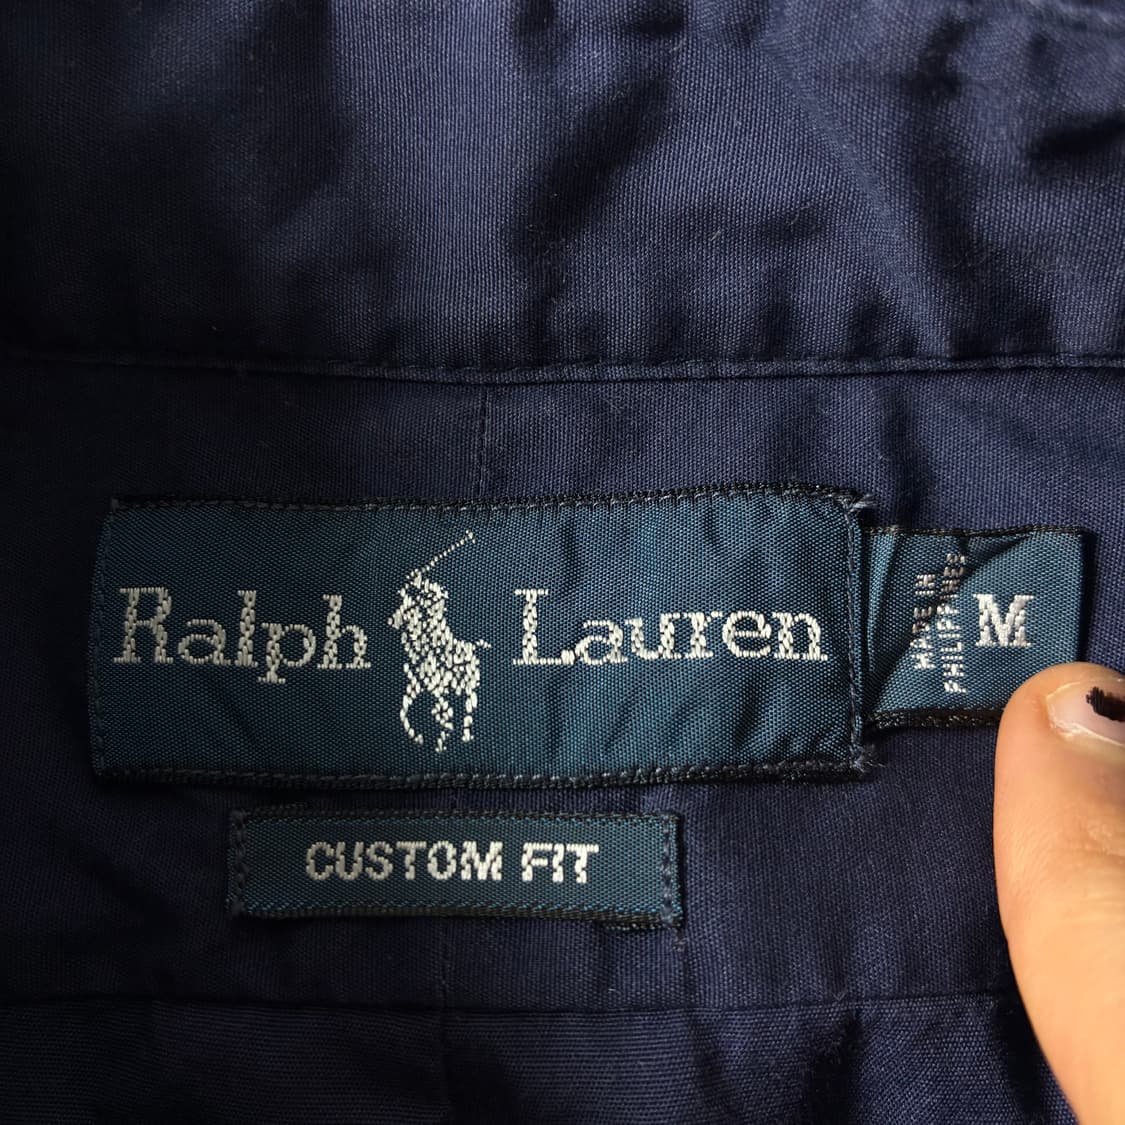 Ralph Lauren
MADE IN
PHILIPPINES
M
CUSTOM FIT